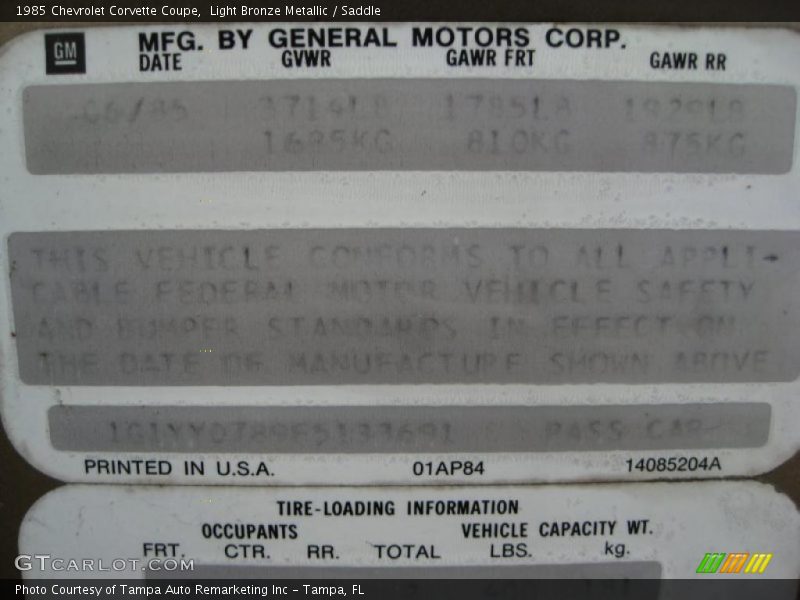 1985 Chevrolet Corvette Coupe, Light Bronze Metallic / Saddle
GM MFG. BY GENERAL MOTORS CORP.
DATE GVWR GAWR FRT GAWR RR
06/85 3714LB 1785LB 1929LB
1685KG 810KG 875KG
THIS VEHICLE CONFORMS TO ALL APPLI-
CABLE FEDERAL MOTOR VEHICLE SAFETY
AND BUMPER STANDARDS IN EFFECT ON
THE DATE OF MANUFACTURE SHOWN ABOVE
1G1YY0789F5133691 PASS CAR
PRINTED IN U.S.A. 01AP84 14085204A
TIRE-LOADING INFORMATION
OCCUPANTS VEHICLE CAPACITY WT.
FRT. CTR. RR. TOTAL LBS. kg.
GTCARLOT.COM
Photo Courtesy of Tampa Auto Remarketing Inc - Tampa, FL